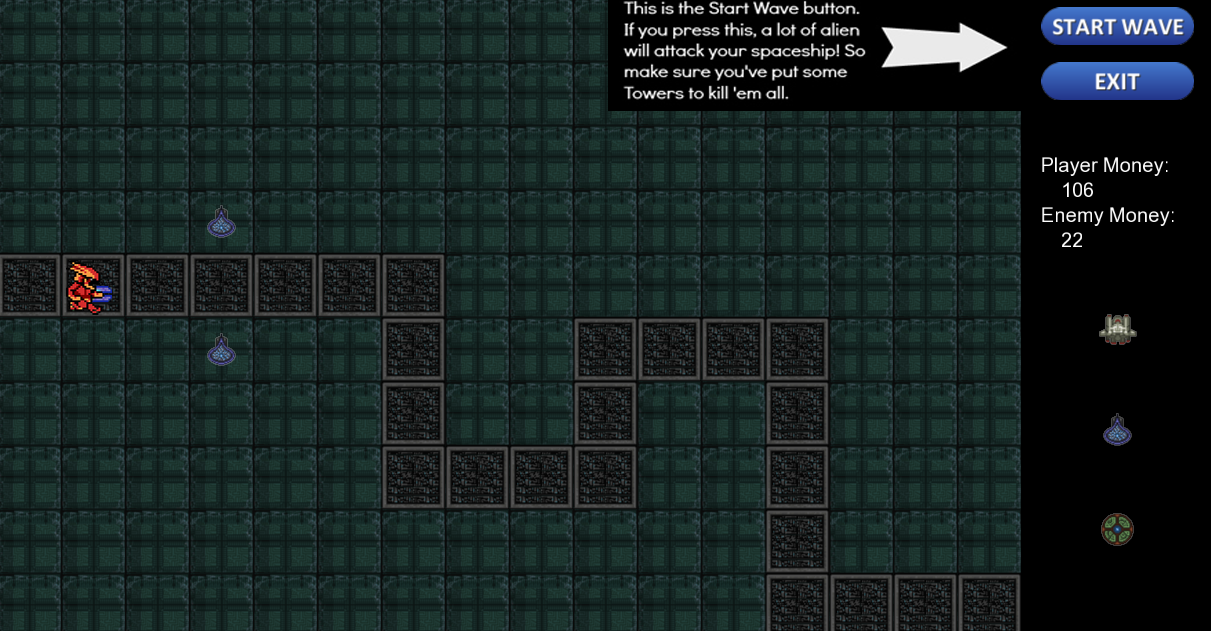 This is the Start Wave button.
If you press this, a lot of alien
will attack your spaceship! So
make sure you've put some
Towers to kill 'em all.
START WAVE
EXIT
Player Money:
106
Enemy Money:
22